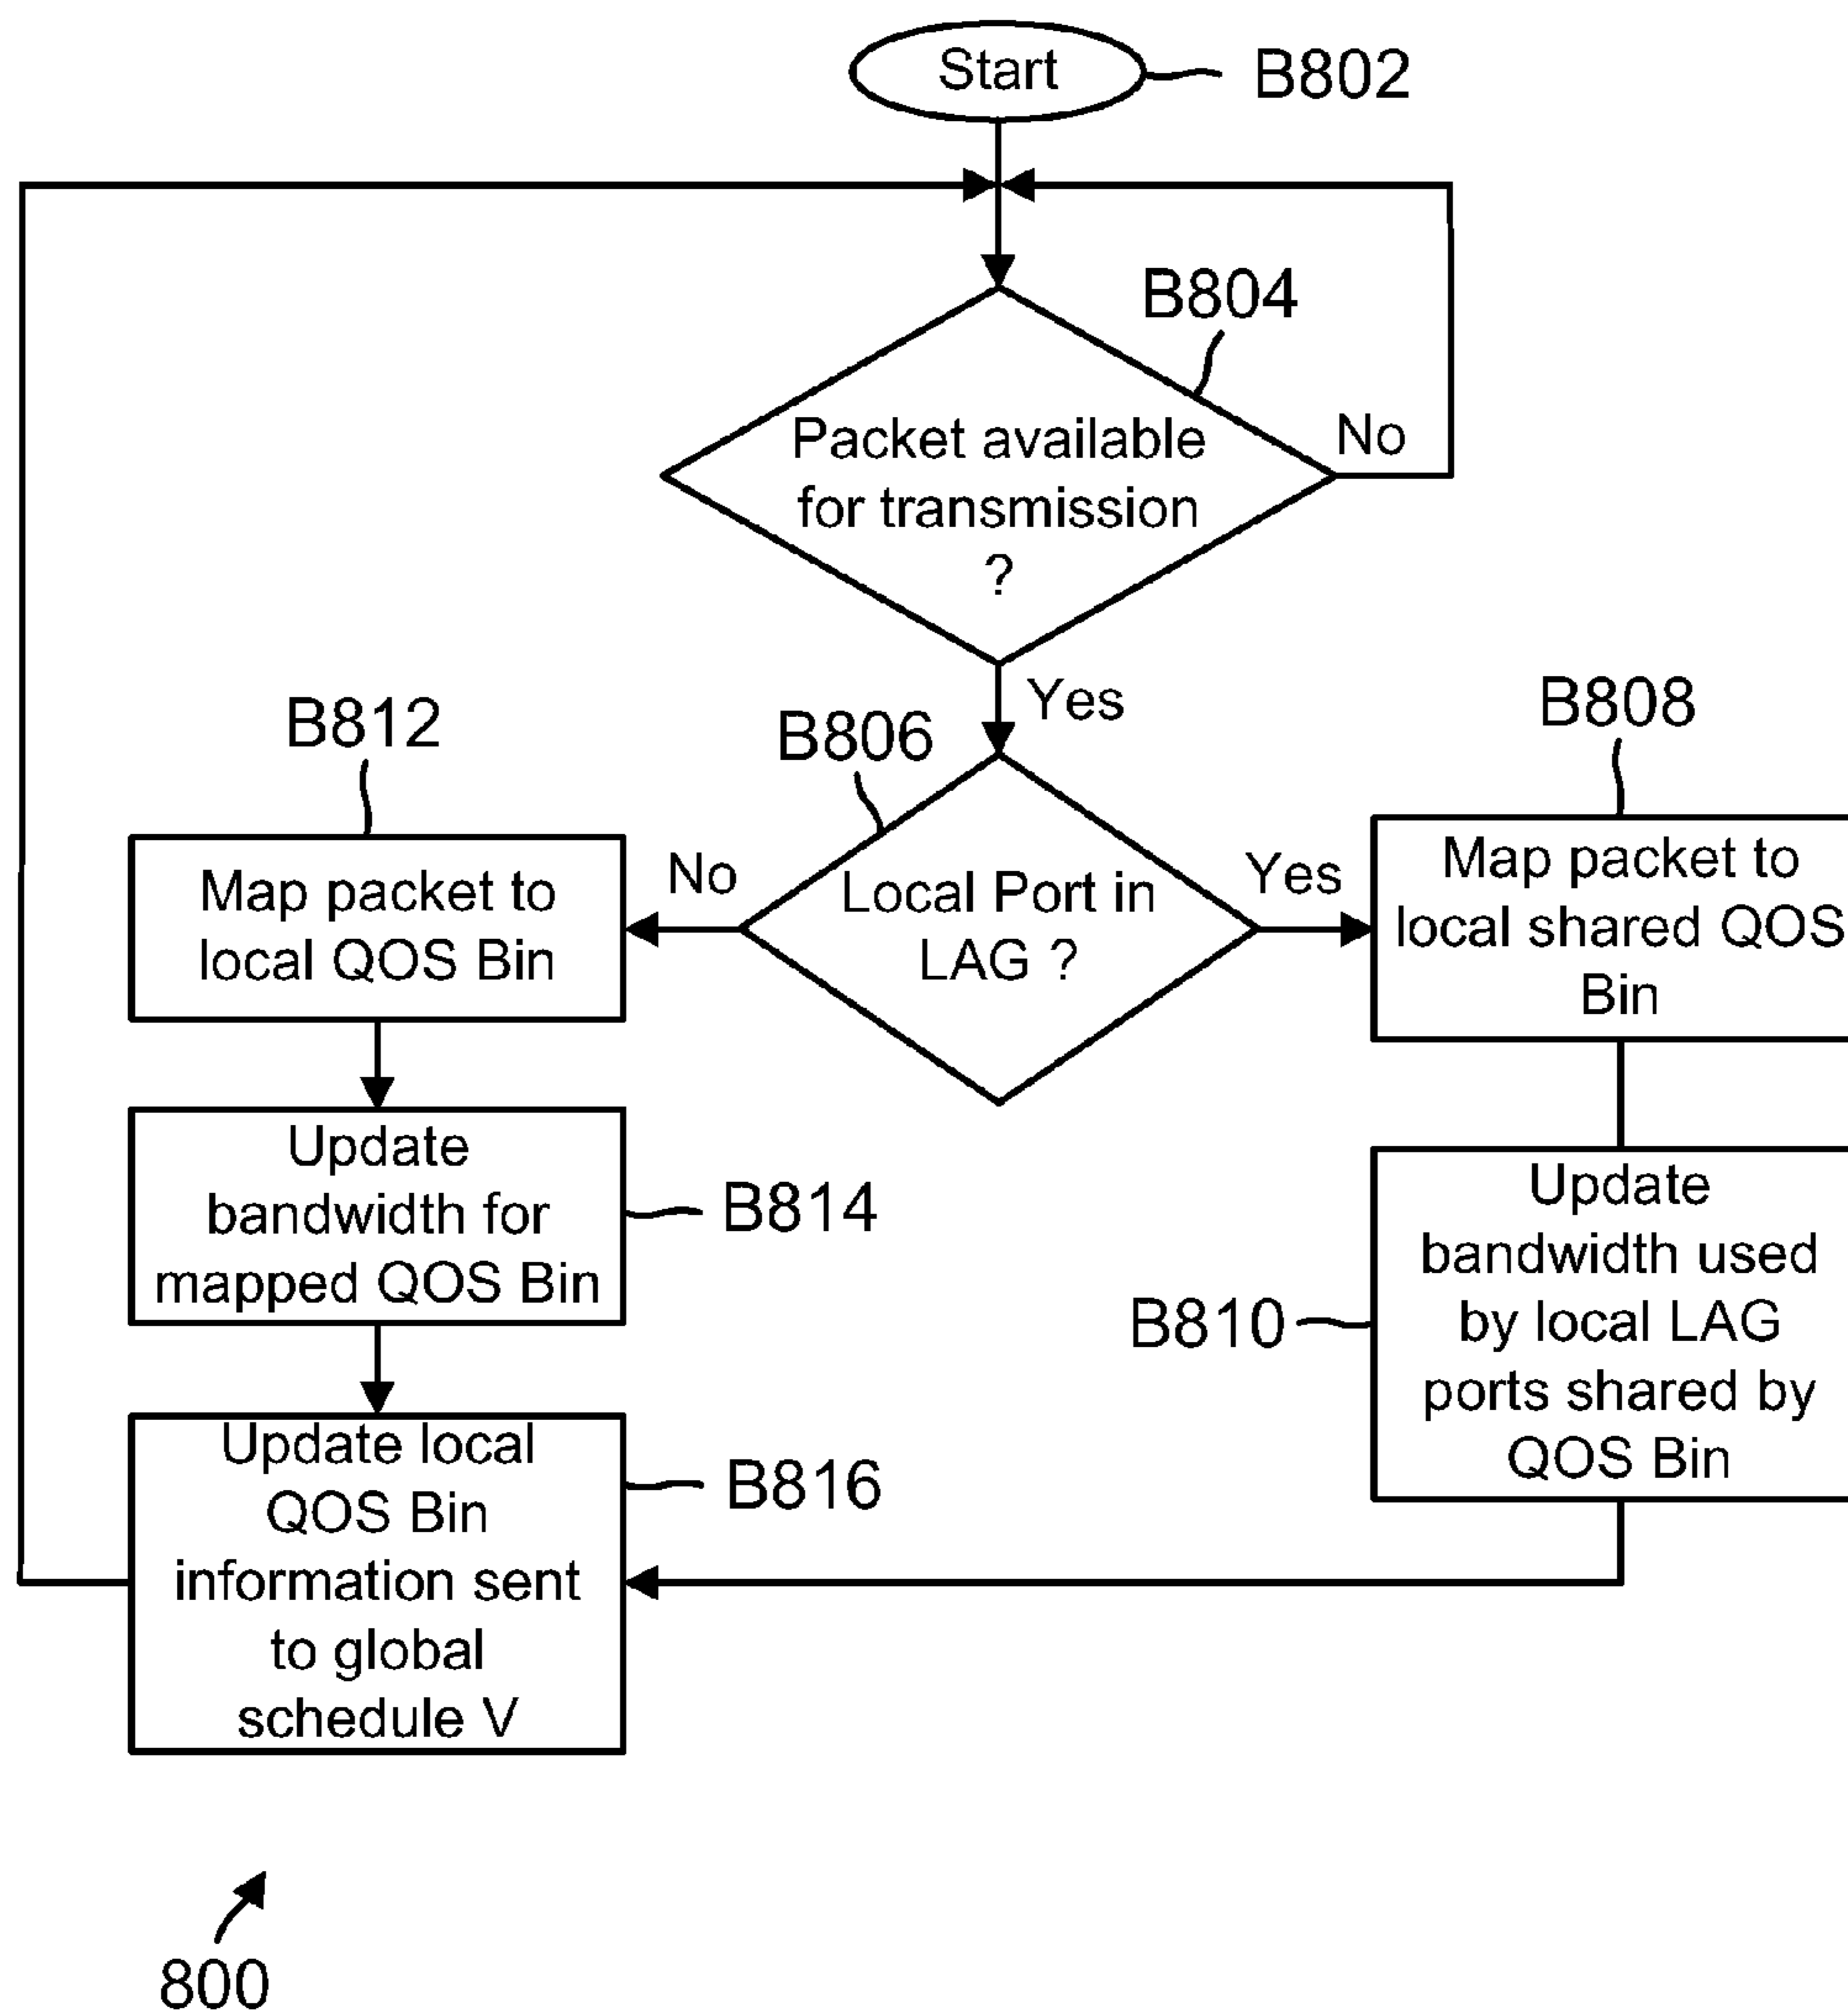 Start
B802
B804
Packet available
for transmission
?
No
Yes
B806
Local Port in
LAG ?
No
Yes
B812
Map packet to
local QOS Bin
B808
Map packet to
local shared QOS
Bin
Update
bandwidth for
mapped QOS Bin
B814
Update
bandwidth used
by local LAG
ports shared by
QOS Bin
B810
Update local
QOS Bin
information sent
to global
schedule V
B816
800